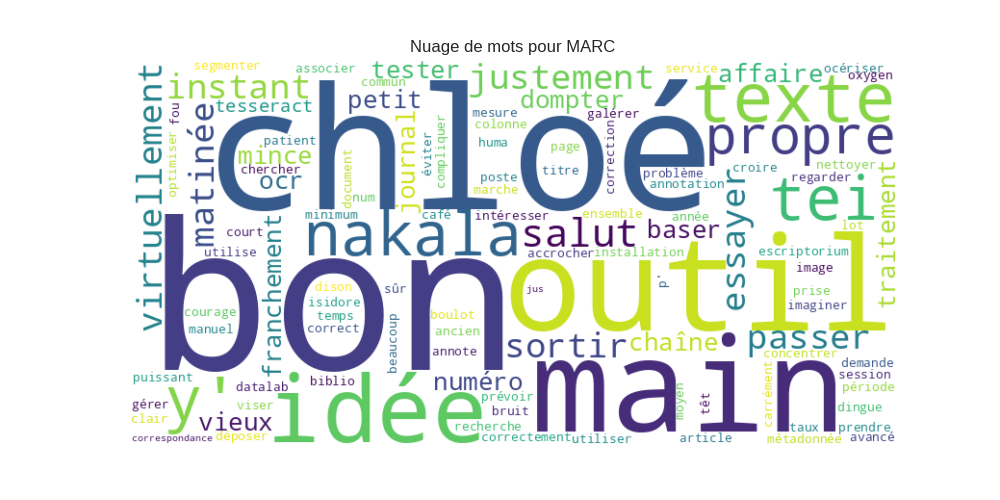 Nuage de mots pour MARC
segmenter
associer
tester
justement
service
affaire
océriser
oxygen
instant
commun
dompter
texte
tesseract
petit
fou
matinée
virtuellement
optimiser
chloé
mesure
colonne
galérer
propre
patient
mince
chercher
ocr
journal
éviter
compliquer
huma
page
correction
document
num
poste
marche
titre
problème
annotation
croire
nettoyer
regarder
tei
traitement
minimum
café
intéresser
ensemble
année
lot
court
nakala
salut
baser
essayer
utilise
franchement
accrocher
installation
escriptorium
image
bon
outil
dison
sûr
jus
p'
prise
imaginer
isidore
temps
correct
courage
manuel
boulot
ancien
annote
beaucoup
sortir
chaîne
passer
concentrer
puissant
datalab
biblio
numéro
prévoir
main
moyen
têt
carrément
demande
session
période
gérer
y'
idée
viser
bruit
dingue
clair
vieux
recherche
taux
prendre
correspondance
déposer
correctement
utiliser
article
métadonnée
avancé